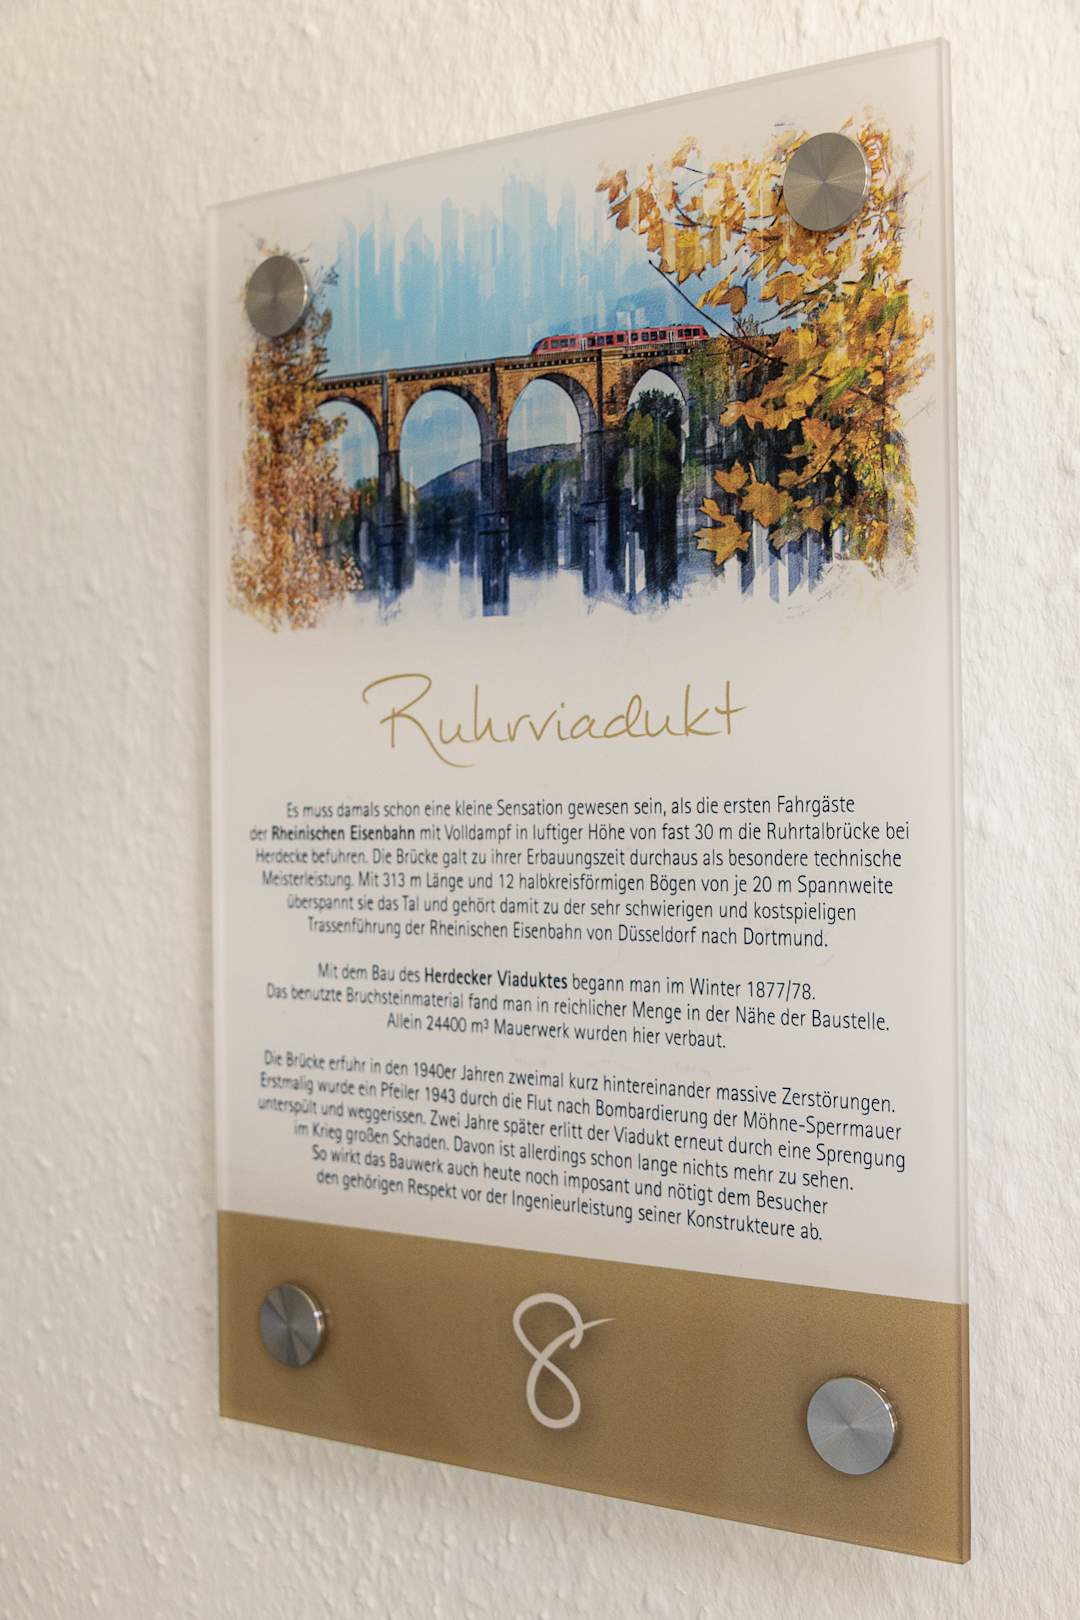 Ruhrviadukt
Es muss damals schon eine kleine Sensation gewesen sein, als die ersten Fahrgäste
der Rheinischen Eisenbahn mit Volldampf in luftiger Höhe von fast 30 m die Ruhrtalbrücke bei
Herdecke befuhren. Die Brücke galt zu ihrer Erbauungszeit durchaus als besondere technische
Meisterleistung. Mit 313 m Länge und 12 halbkreisförmigen Bögen von je 20 m Spannweite
überspannt sie das Tal und gehört damit zu der sehr schwierigen und kostspieligen
Trassenführung der Rheinischen Eisenbahn von Düsseldorf nach Dortmund.
Mit dem Bau des Herdecker Viaduktes begann man im Winter 1877/78.
Das benutzte Bruchsteinmaterial fand man in reichlicher Menge in der Nähe der Baustelle.
Allein 24400 m³ Mauerwerk wurden hier verbaut.
Die Brücke erfuhr in den 1940er Jahren zweimal kurz hintereinander massive Zerstörungen.
Erstmalig wurde ein Pfeiler 1943 durch die Flut nach Bombardierung der Möhne-Sperrmauer
unterspült und weggerissen. Zwei Jahre später erlitt der Viadukt erneut durch eine Sprengung
im Krieg großen Schaden. Davon ist allerdings schon lange nichts mehr zu sehen.
So wirkt das Bauwerk auch heute noch imposant und nötigt dem Besucher
den gehörigen Respekt vor der Ingenieurleistung seiner Konstrukteure ab.
8